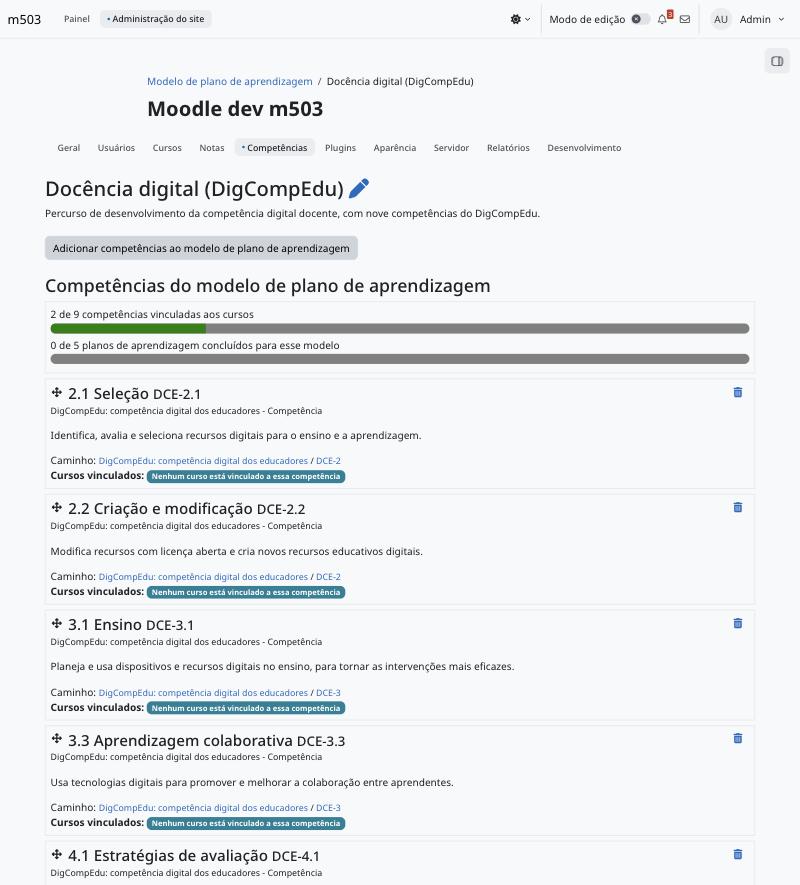 m503 Painel • Administração do site Modo de edição 3 AU Admin
Modelo de plano de aprendizagem / Docência digital (DigCompEdu)
Moodle dev m503
Geral Usuários Cursos Notas • Competências Plugins Aparência Servidor Relatórios Desenvolvimento
Docência digital (DigCompEdu)
Percurso de desenvolvimento da competência digital docente, com nove competências do DigCompEdu.
Adicionar competências ao modelo de plano de aprendizagem
Competências do modelo de plano de aprendizagem
2 de 9 competências vinculadas aos cursos
0 de 5 planos de aprendizagem concluídos para esse modelo
2.1 Seleção DCE-2.1
DigCompEdu: competência digital dos educadores - Competência
Identifica, avalia e seleciona recursos digitais para o ensino e a aprendizagem.
Caminho: DigCompEdu: competência digital dos educadores / DCE-2
Cursos vinculados: Nenhum curso está vinculado a essa competência
2.2 Criação e modificação DCE-2.2
DigCompEdu: competência digital dos educadores - Competência
Modifica recursos com licença aberta e cria novos recursos educativos digitais.
Caminho: DigCompEdu: competência digital dos educadores / DCE-2
Cursos vinculados: Nenhum curso está vinculado a essa competência
3.1 Ensino DCE-3.1
DigCompEdu: competência digital dos educadores - Competência
Planeja e usa dispositivos e recursos digitais no ensino, para tornar as intervenções mais eficazes.
Caminho: DigCompEdu: competência digital dos educadores / DCE-3
Cursos vinculados: Nenhum curso está vinculado a essa competência
3.3 Aprendizagem colaborativa DCE-3.3
DigCompEdu: competência digital dos educadores - Competência
Usa tecnologias digitais para promover e melhorar a colaboração entre aprendentes.
Caminho: DigCompEdu: competência digital dos educadores / DCE-3
Cursos vinculados: Nenhum curso está vinculado a essa competência
4.1 Estratégias de avaliação DCE-4.1
DigCompEdu: competência digital dos educadores - Competência